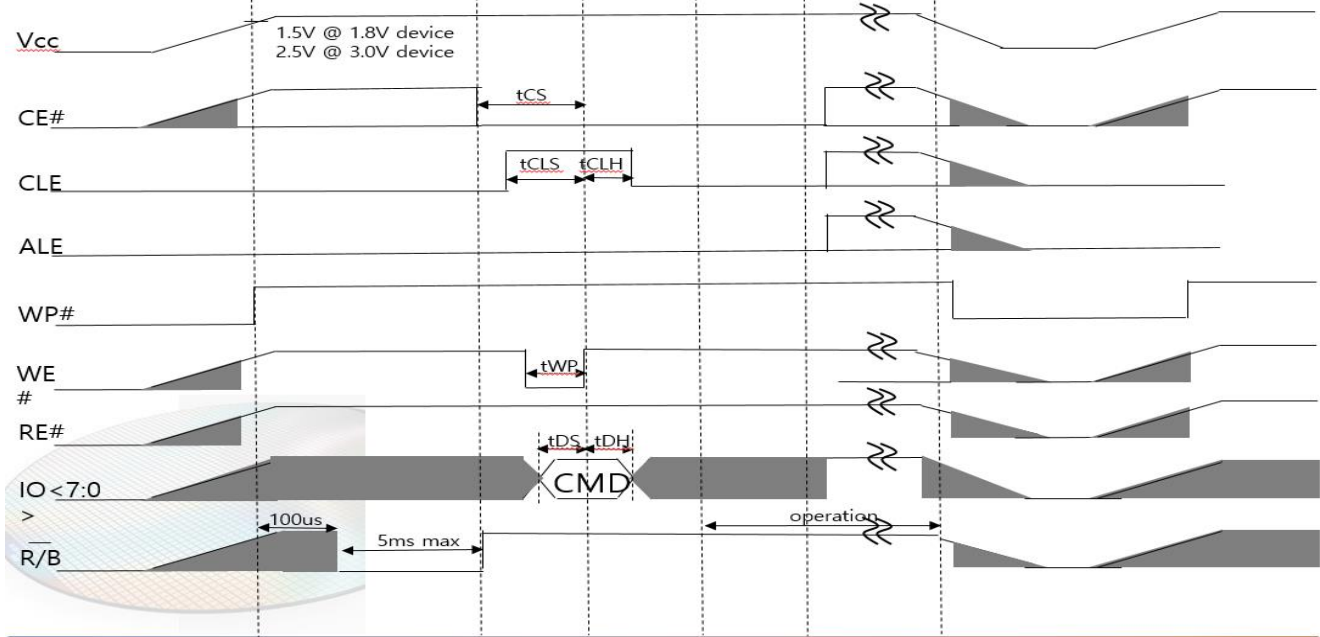 Vcc
1.5V @ 1.8V device
2.5V @ 3.0V device
CE#
tCS
CLE
tCLS tCLH
ALE
WP#
WE
#
tWP
RE#
tDS tDH
IO<7:0
>
CMD
100us
operation
R/B
5ms max